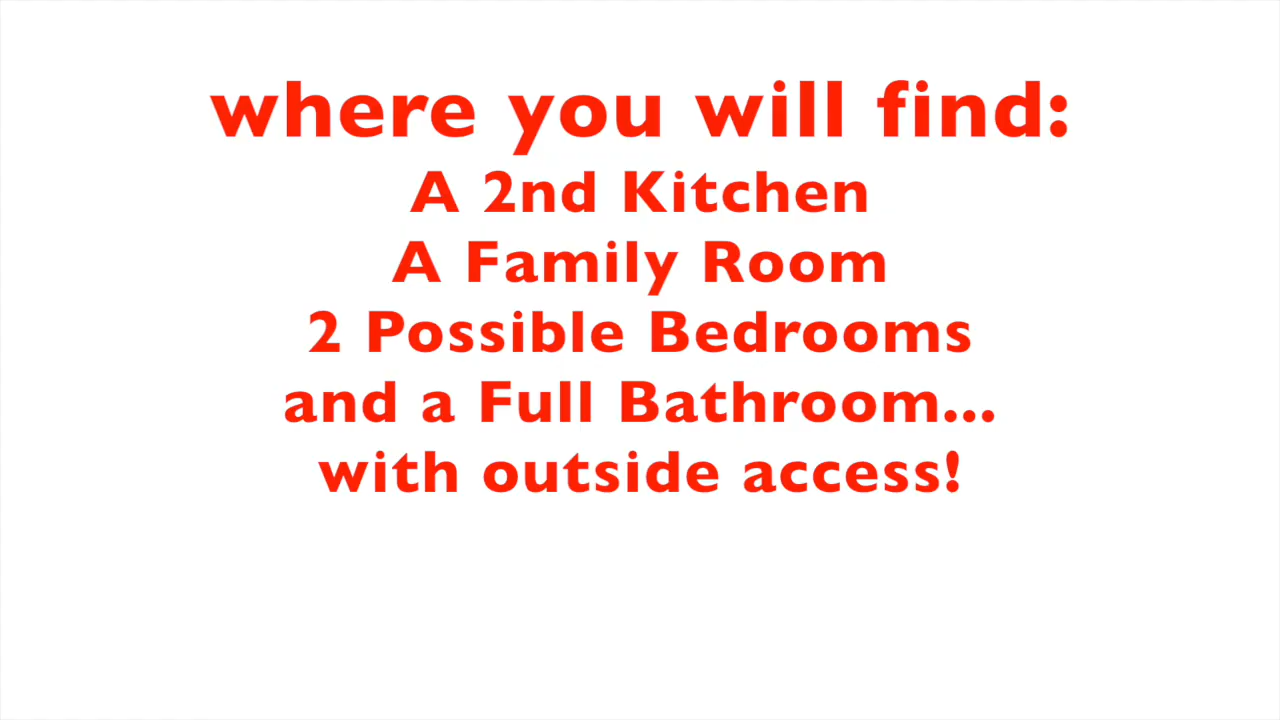 where you will find:
A 2nd Kitchen
A Family Room
2 Possible Bedrooms
and a Full Bathroom...
with outside access!